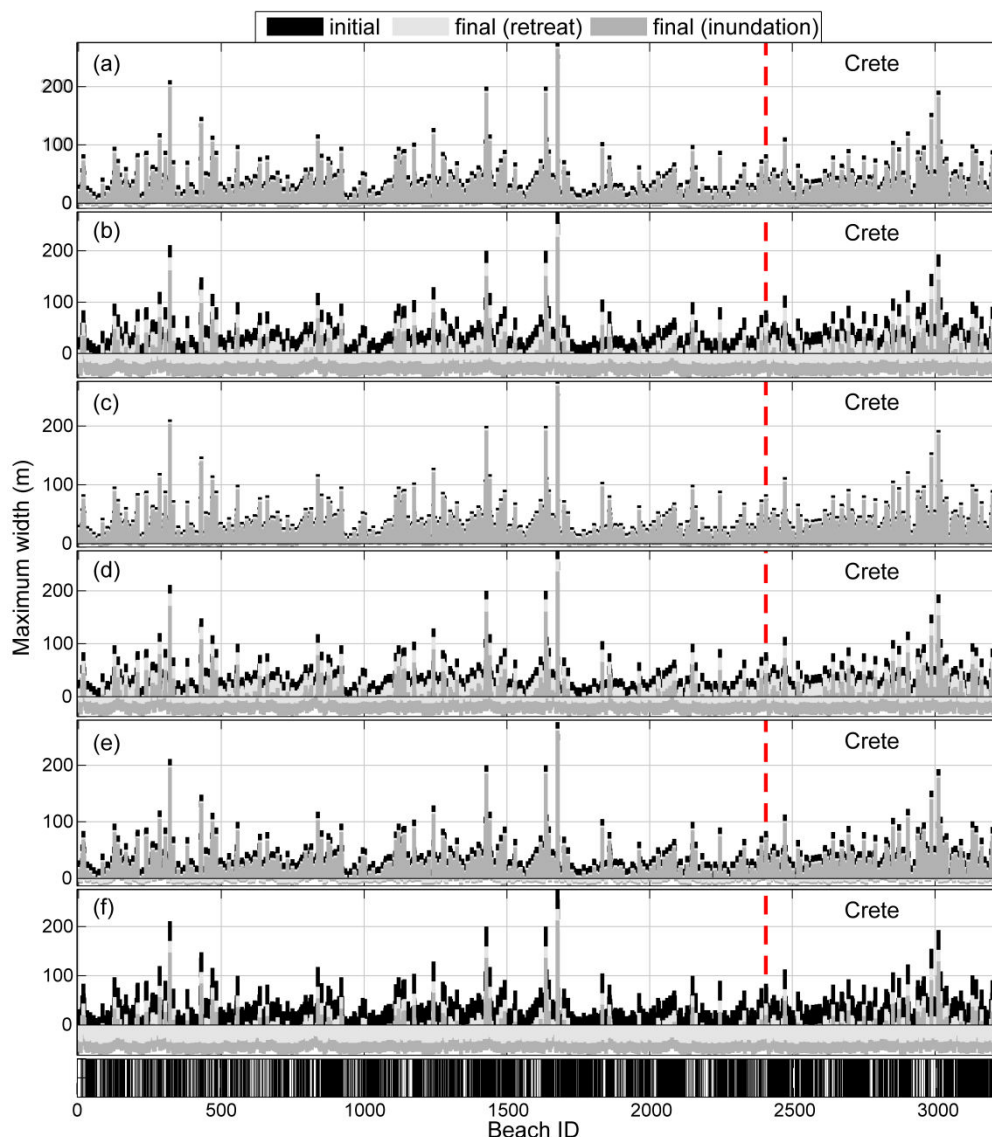 initial final (retreat) final (inundation)
(a) Crete
200
100
0
(b) Crete
200
100
0
(c) Crete
200
100
0
(d) Crete
200
100
0
(e) Crete
200
100
0
(f) Crete
200
100
0
Maximum width (m)
0 500 1000 1500 2000 2500 3000
Beach ID